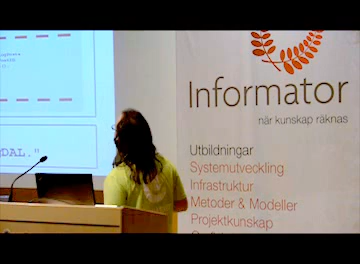 DAL."
Informator
när kunskap räknas
Utbildningar
Systemutveckling
Infrastruktur
Metoder & Modeller
Projektkunskap